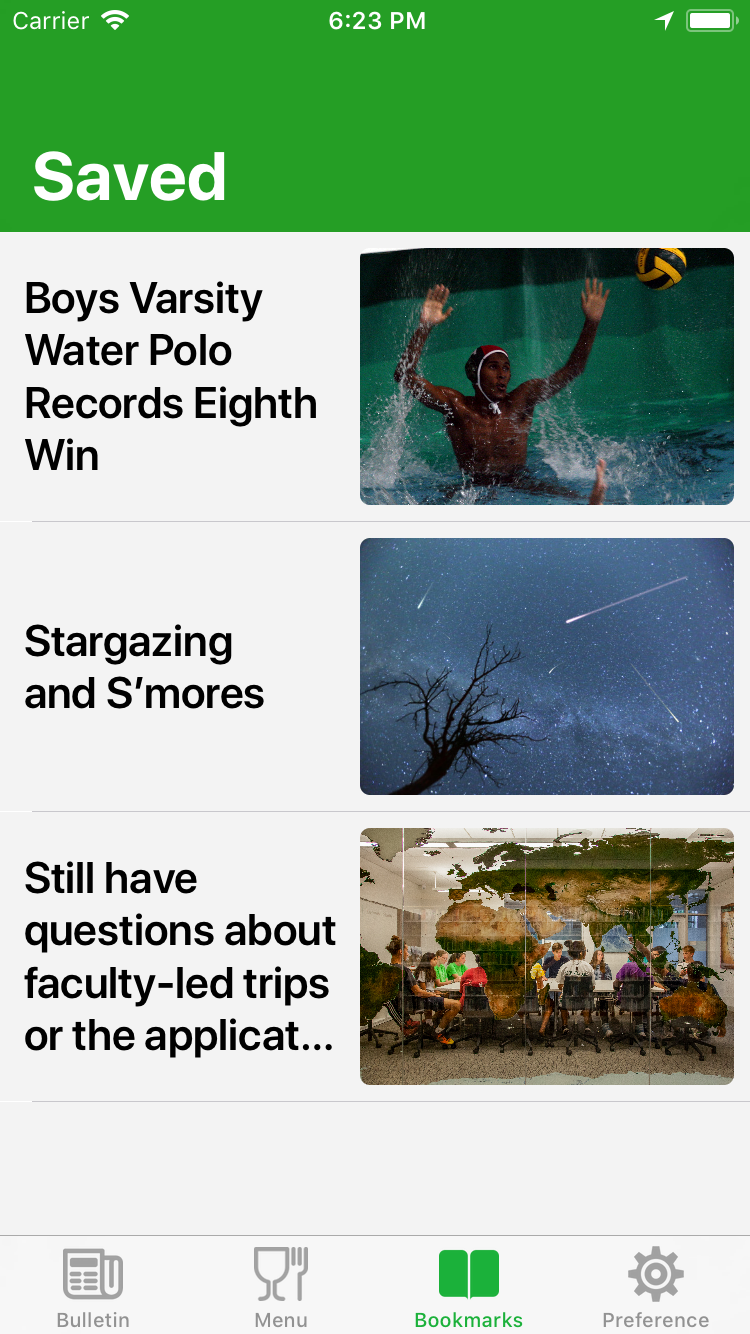 Carrier 6:23 PM
Saved
Boys Varsity
Water Polo
Records Eighth
Win
Stargazing
and S’mores
Still have
questions about
faculty-led trips
or the applicat...
Bulletin Menu Bookmarks Preference